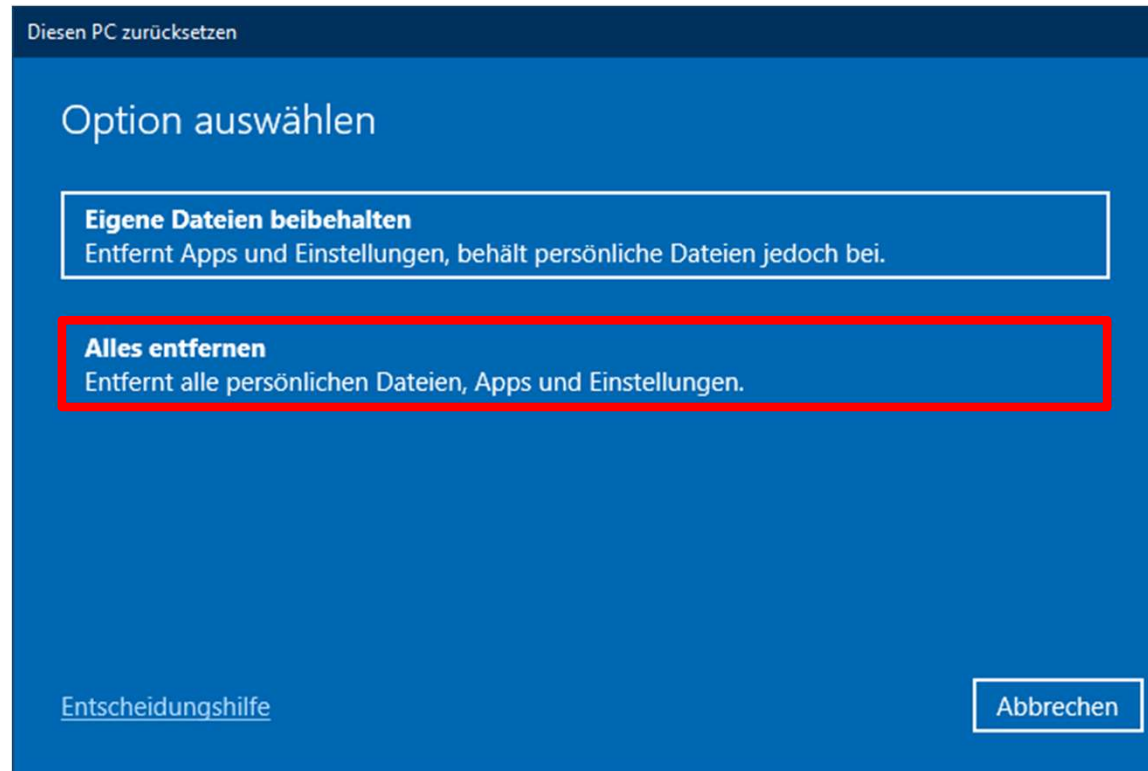 Diesen PC zurücksetzen
Option auswählen
Eigene Dateien beibehalten
Entfernt Apps und Einstellungen, behält persönliche Dateien jedoch bei.
Alles entfernen
Entfernt alle persönlichen Dateien, Apps und Einstellungen.
Entscheidungshilfe
Abbrechen